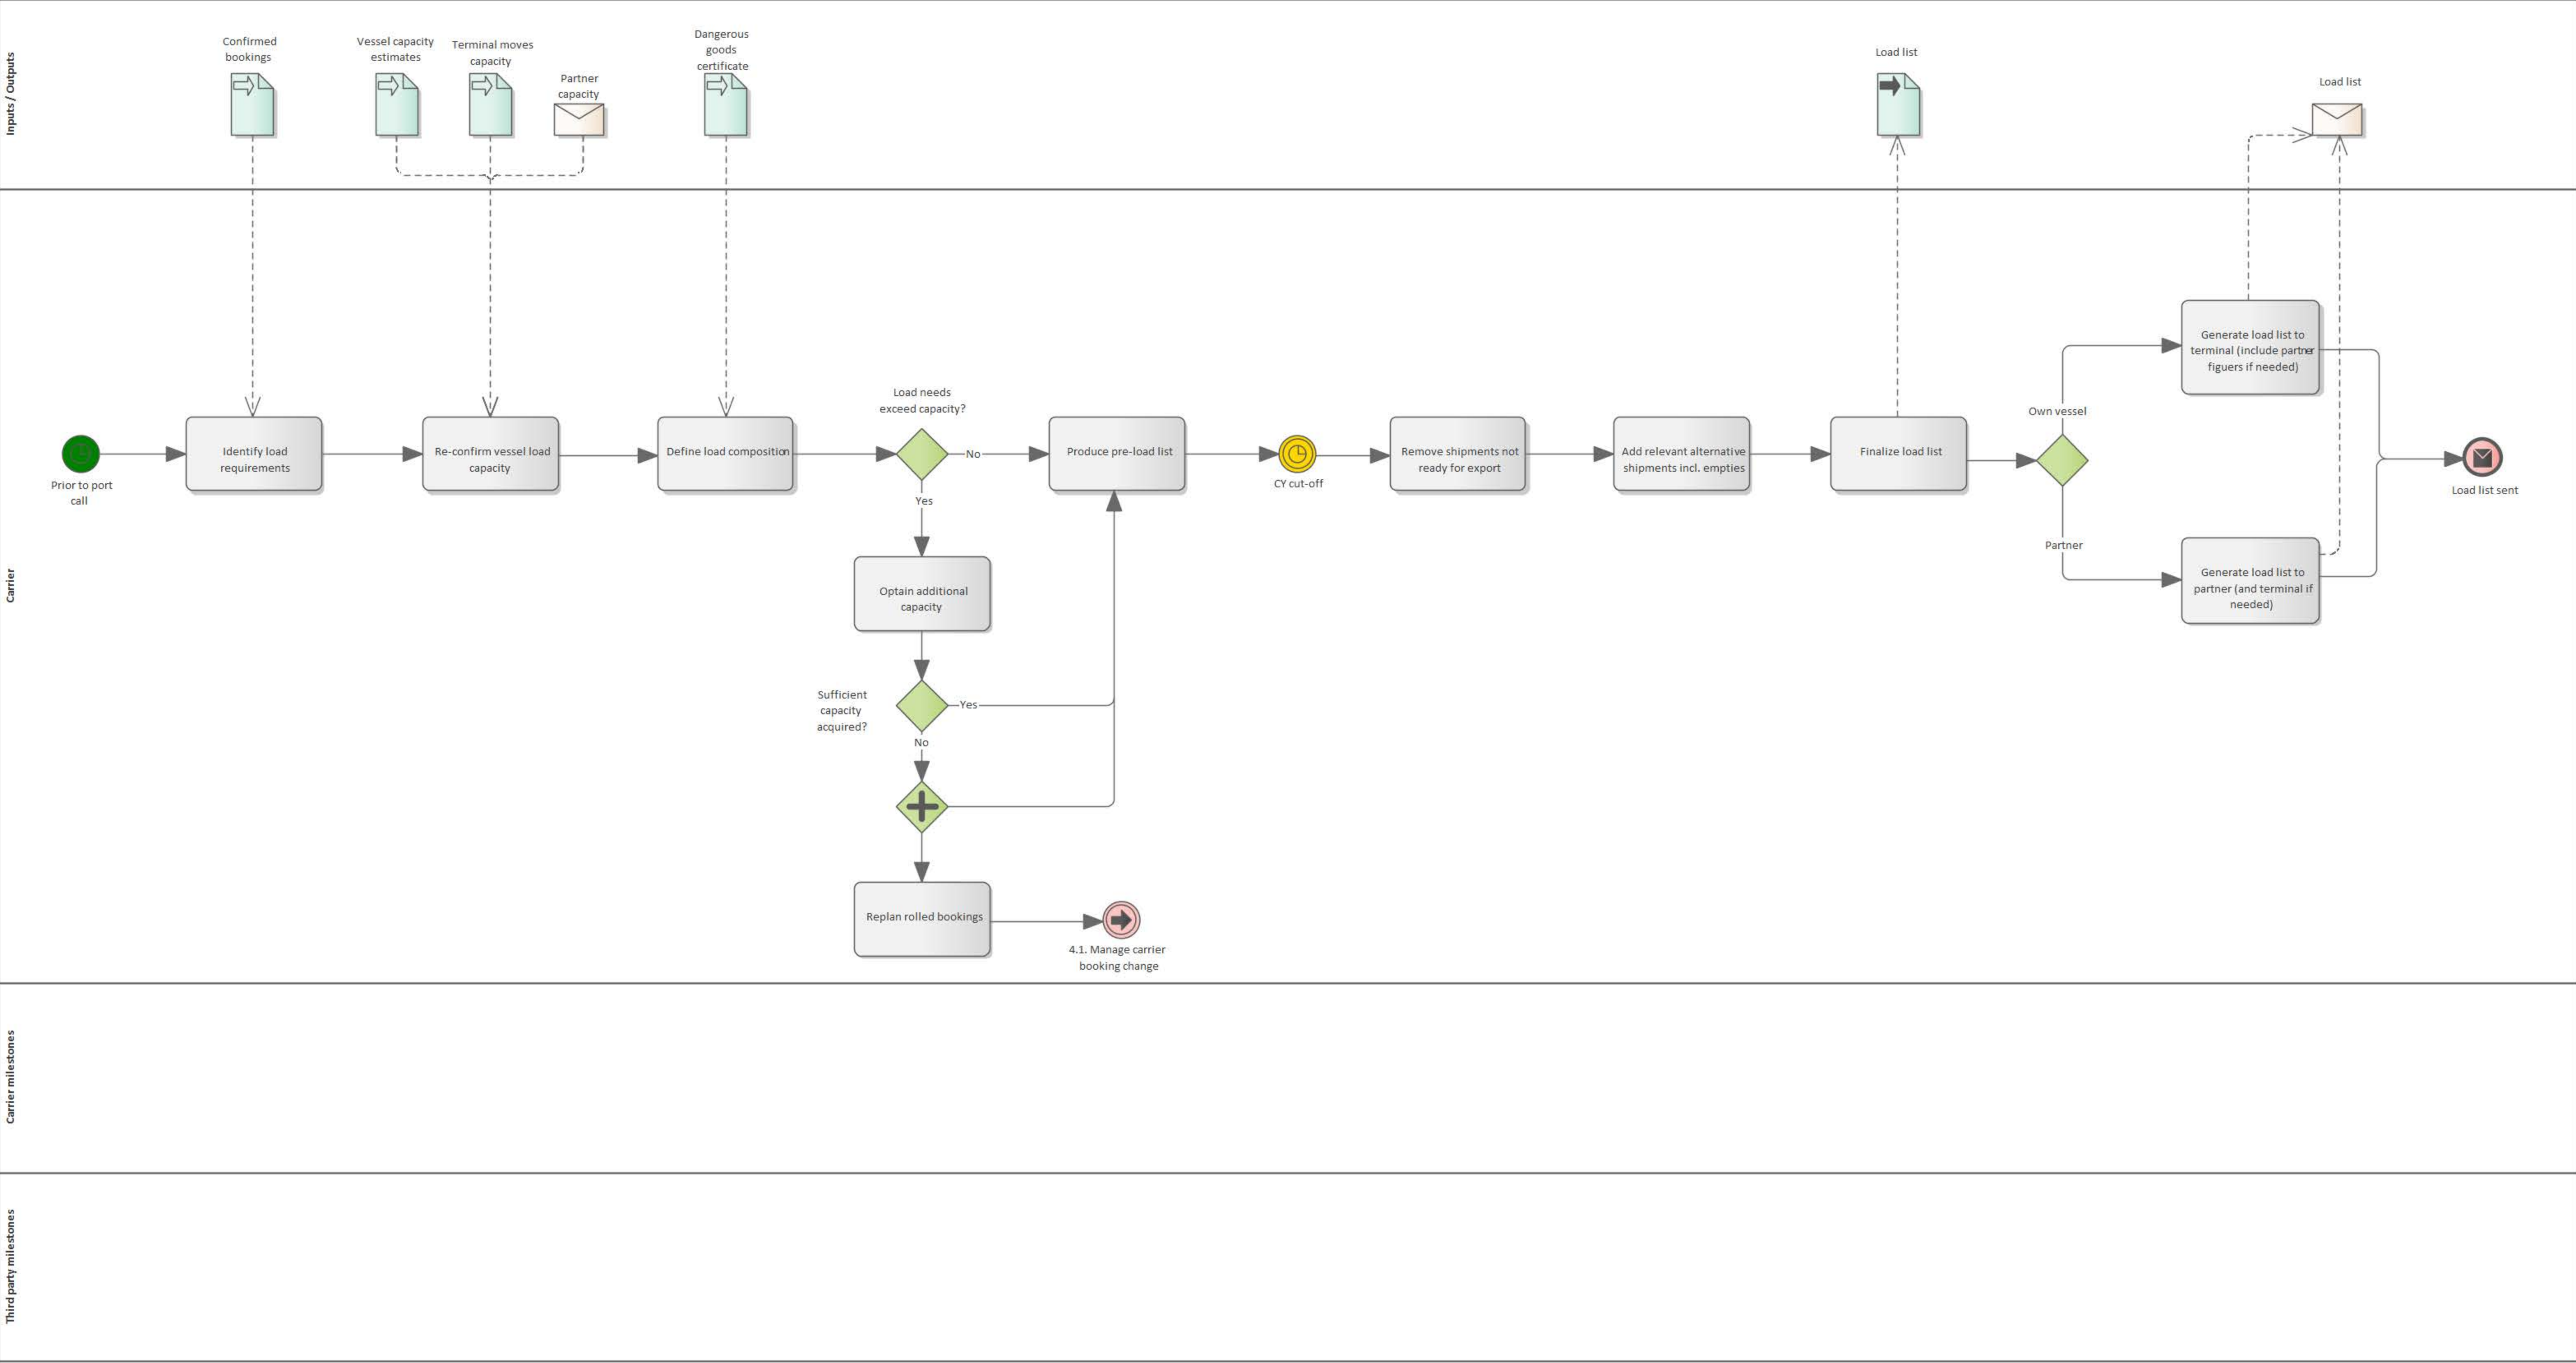 Inputs / Outputs
Confirmed
bookings
Vessel capacity
estimates
Terminal moves
capacity
Partner
capacity
Dangerous
goods
certificate
Load list
Load list
Carrier
Prior to port
call
Identify load
requirements
Re-confirm vessel load
capacity
Define load composition
Load needs
exceed capacity?
No
Yes
Produce pre-load list
CY cut-off
Remove shipments not
ready for export
Add relevant alternative
shipments incl. empties
Finalize load list
Own vessel
Partner
Generate load list to
terminal (include partner
figuers if needed)
Generate load list to
partner (and terminal if
needed)
Load list sent
Optain additional
capacity
Sufficient
capacity
acquired?
Yes
No
Replan rolled bookings
4.1. Manage carrier
booking change
Carrier milestones
Third party milestones